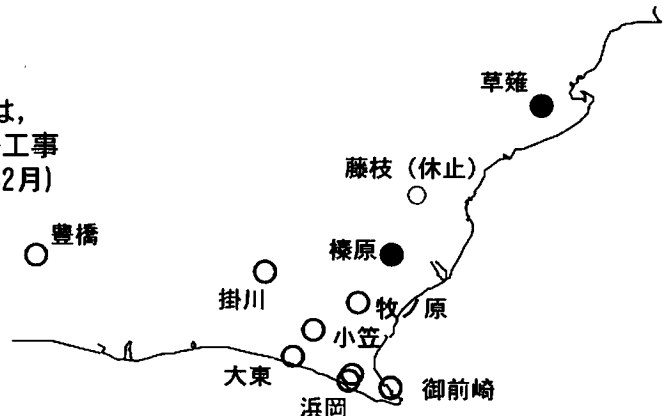 草薙
は,
工事
2月)
藤枝(休止)
豊橋
榛原
掛川
牧ノ原
小笠
大東
御前崎
浜岡